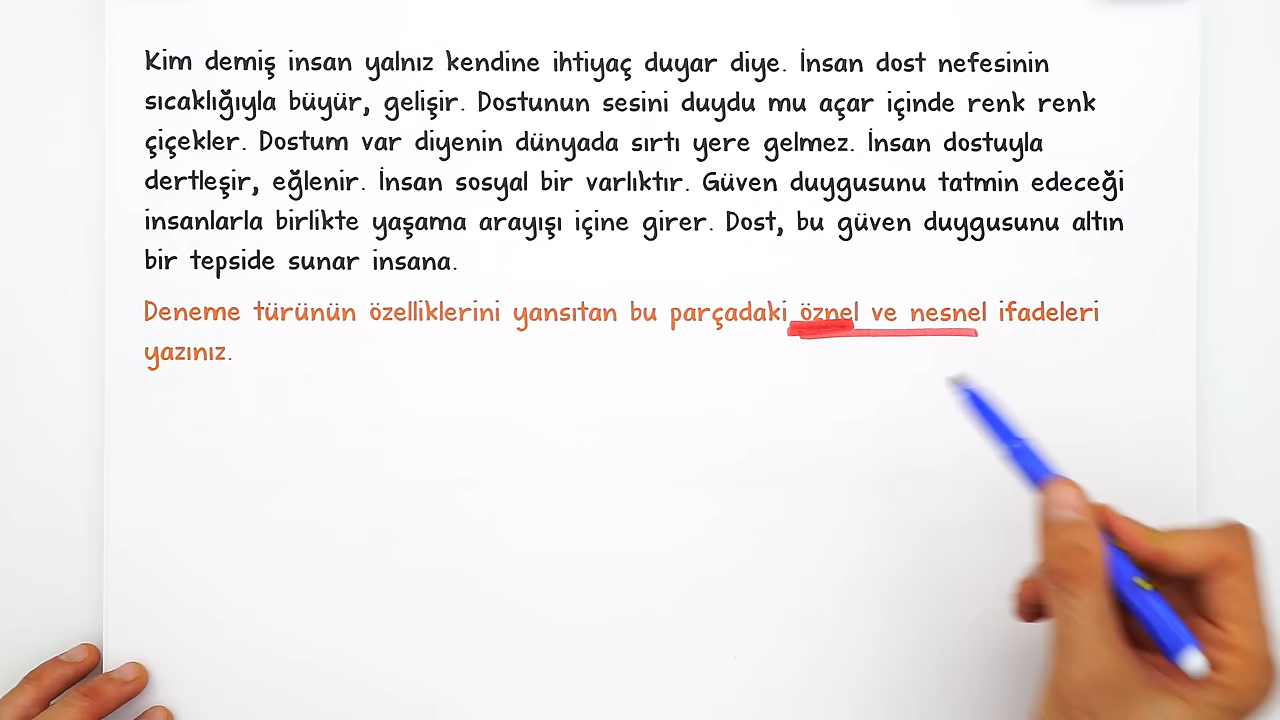 Kim demiş insan yalnız kendine ihtiyaç duyar diye. İnsan dost nefesinin
sıcaklığıyla büyür, gelişir. Dostunun sesini duydu mu açar içinde renk renk
çiçekler. Dostum var diyenin dünyada sırtı yere gelmez. İnsan dostuyla
dertleşir, eğlenir. İnsan sosyal bir varlıktır. Güven duygusunu tatmin edeceği
insanlarla birlikte yaşama arayışı içine girer. Dost, bu güven duygusunu altın
bir tepside sunar insana.
Deneme türünün özelliklerini yansıtan bu parçadaki öznel ve nesnel ifadeleri
yazınız.